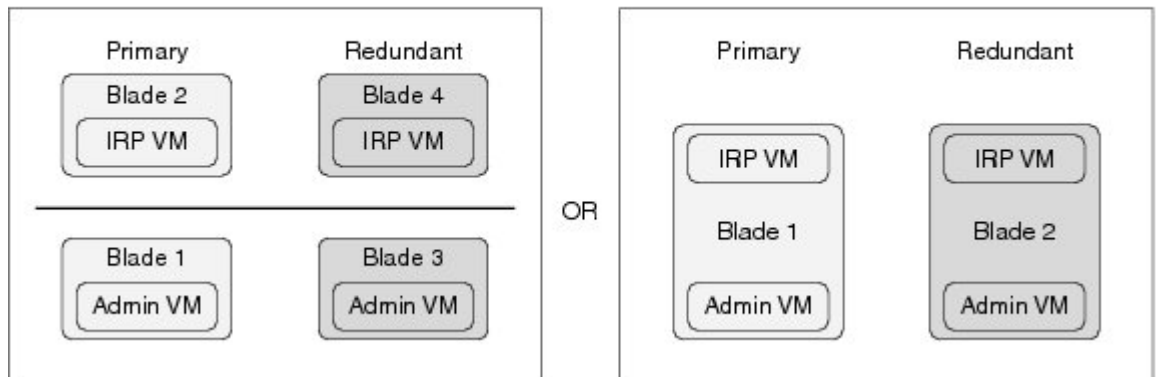 Primary
Redundant
Blade 2
IRP VM
Blade 4
IRP VM
Blade 1
Admin VM
Blade 3
Admin VM
OR
Primary
Redundant
IRP VM
Blade 1
Admin VM
IRP VM
Blade 2
Admin VM